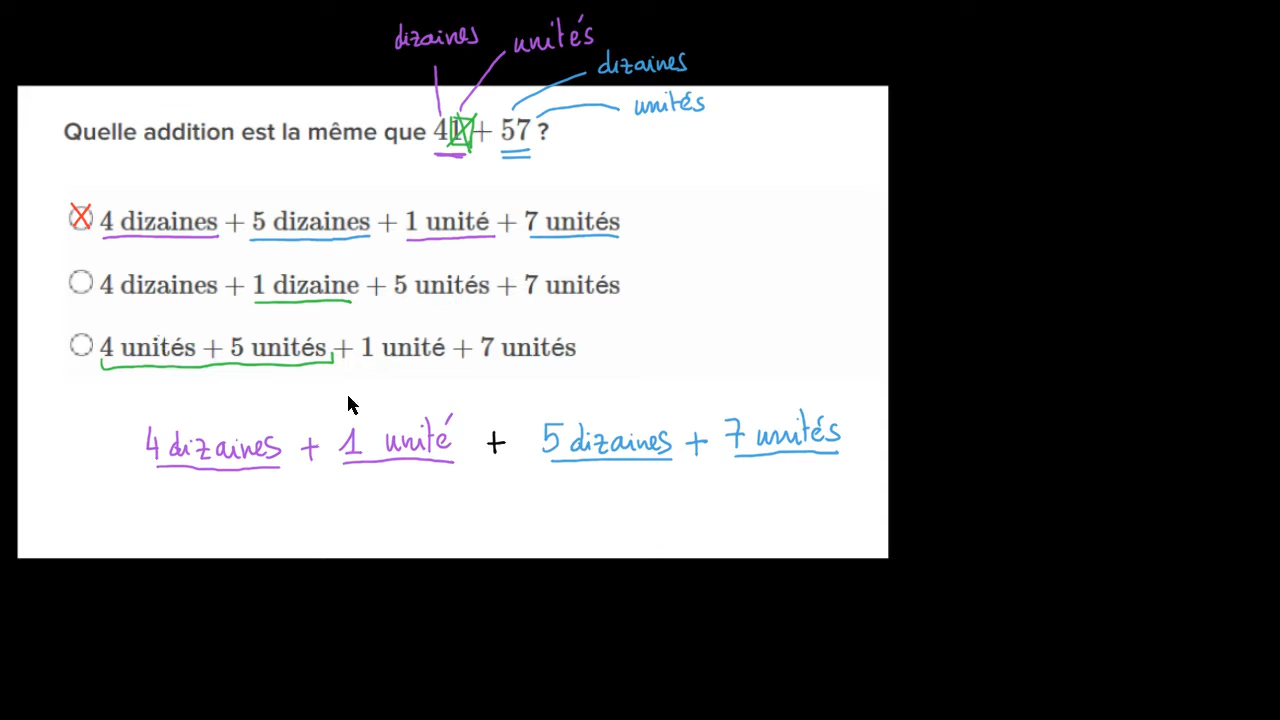 dizaines unités
dizaines
unités
Quelle addition est la même que 41 + 57 ?
4 dizaines + 5 dizaines + 1 unité + 7 unités
4 dizaines + 1 dizaine + 5 unités + 7 unités
4 unités + 5 unités + 1 unité + 7 unités
4 dizaines + 1 unité + 5 dizaines + 7 unités